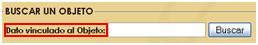 BUSCAR UN OBJETO
Dato vinculado al Objeto:
Buscar